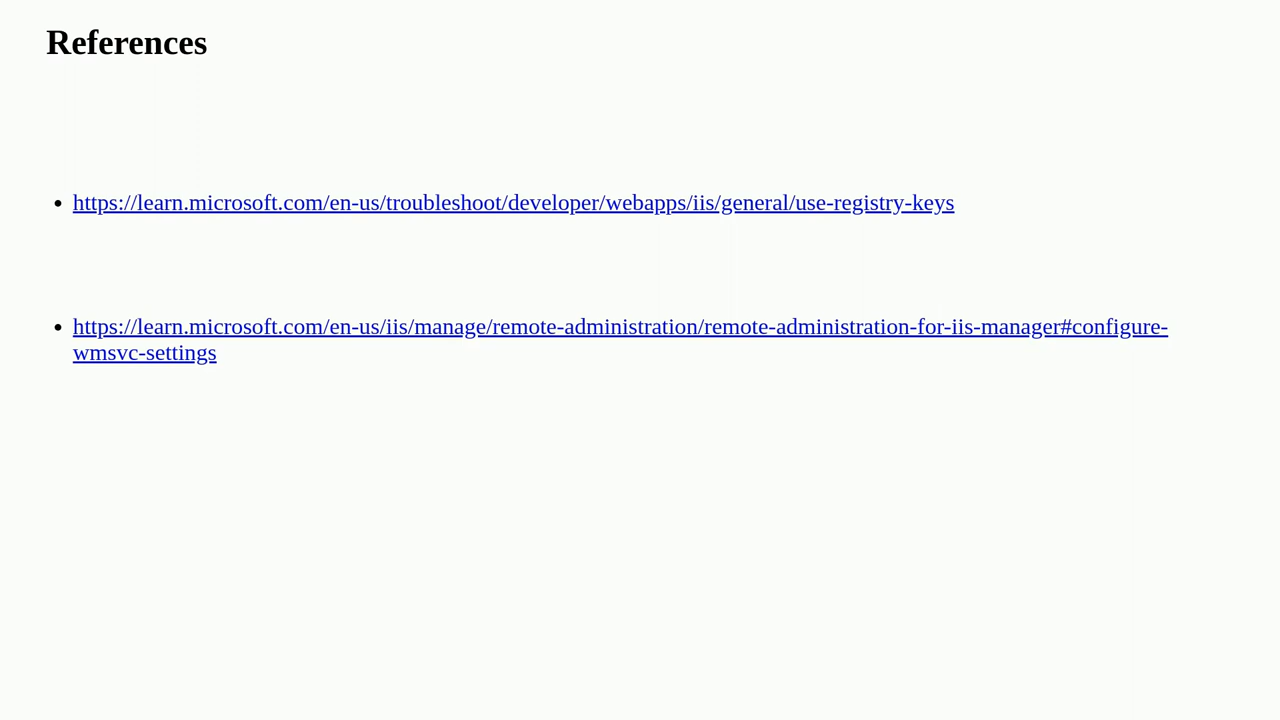 References
• https://learn.microsoft.com/en-us/troubleshoot/developer/webapps/iis/general/use-registry-keys
• https://learn.microsoft.com/en-us/iis/manage/remote-administration/remote-administration-for-iis-manager#configure-
wmsvc-settings